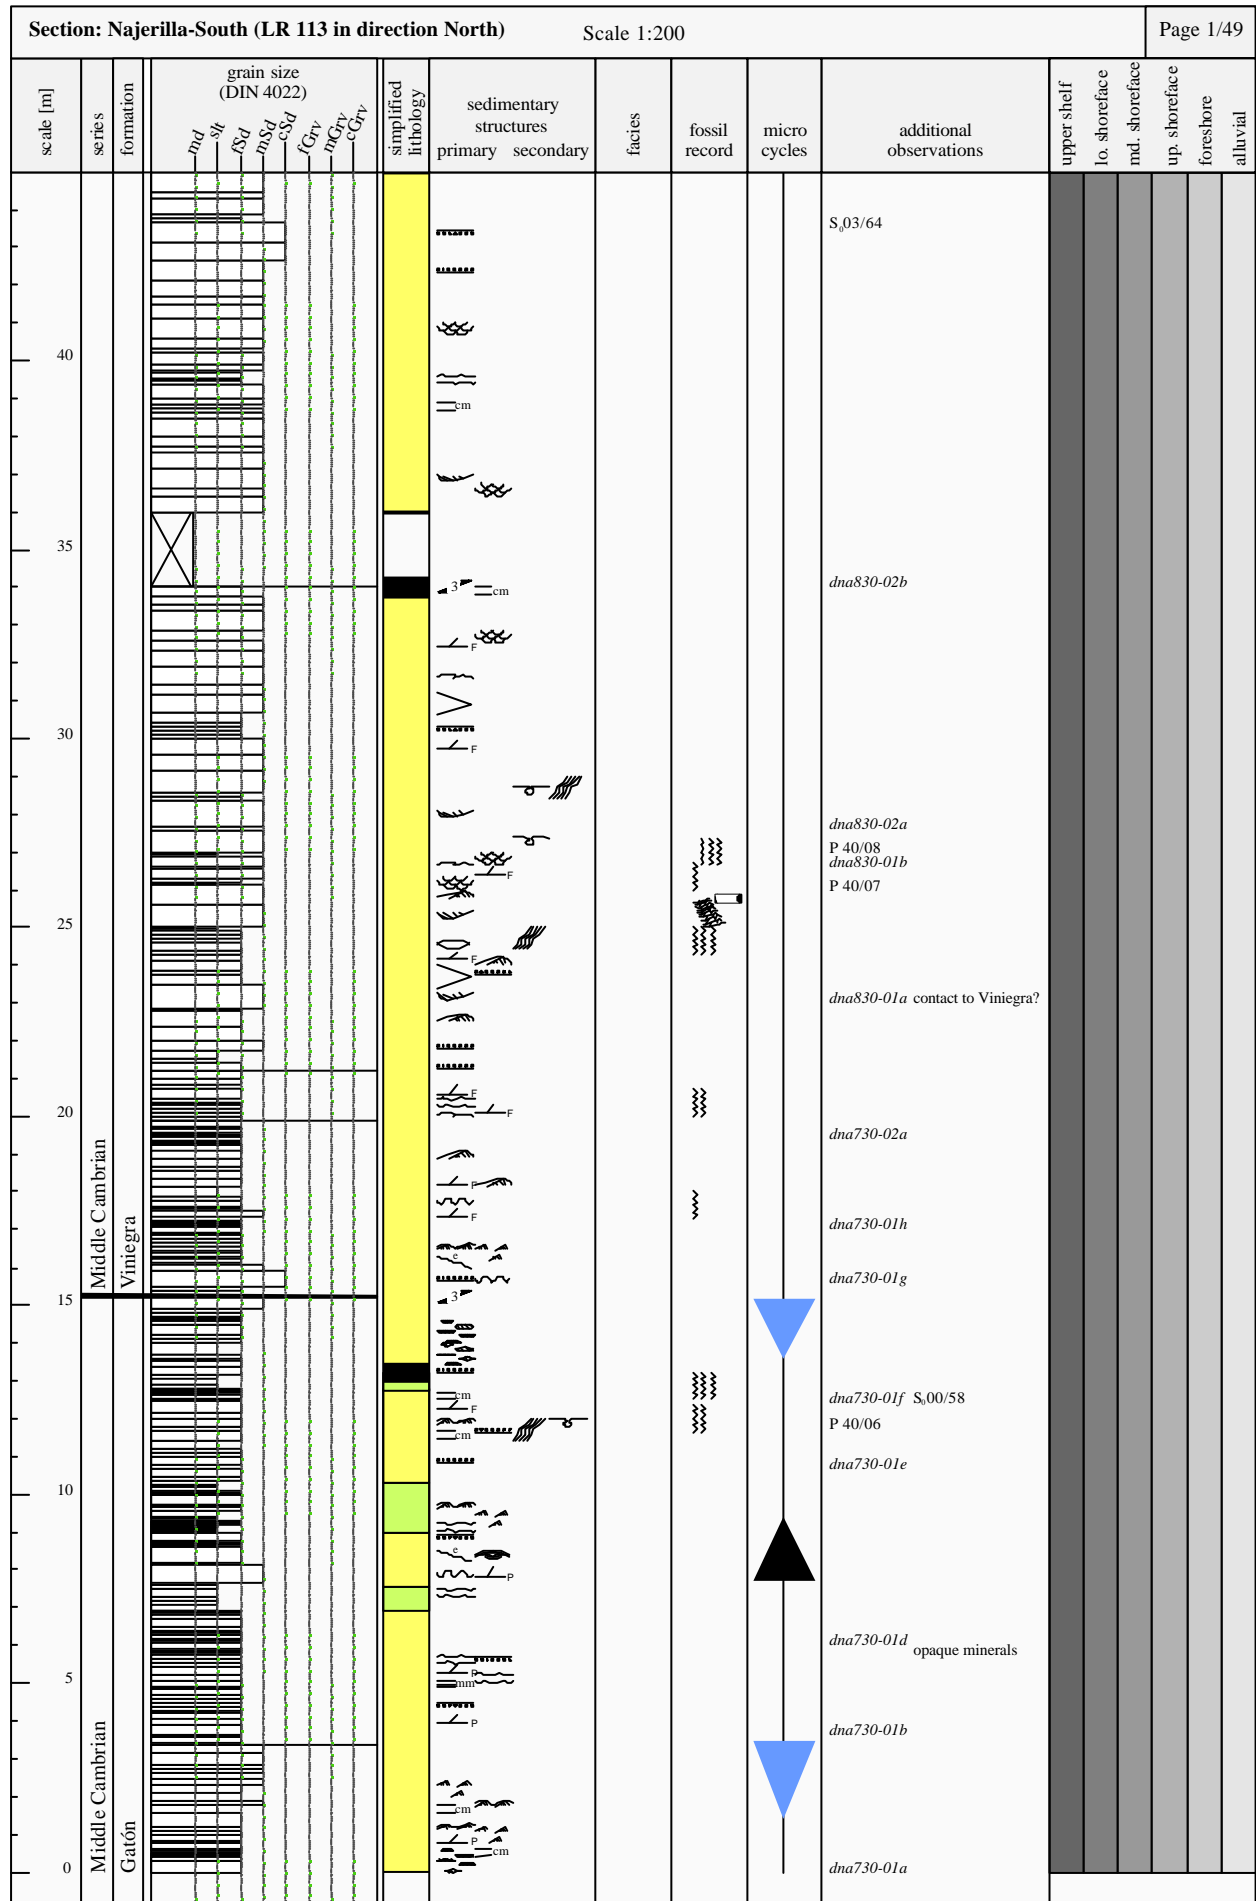 Section: Najerilla-South (LR 113 in direction North) Scale 1:200 Page 1/49
scale [m]
series
formation
grain size
(DIN 4022)
md
slt
fSd
mSd
cSd
fGrv
mGrv
cGrv
simplified
lithology
sedimentary
structures
primary secondary
facies
fossil
record
micro
cycles
additional
observations
upper shelf
lo. shoreface
md. shoreface
up. shoreface
foreshore
alluvial
S₀03/64
40
cm
35
dna830-02b
3
cm
F
30
F
dna830-02a
P 40/08
dna830-01b
F
P 40/07
25
F
dna830-01a contact to Viniegra?
F
20
F
dna730-02a
F
F
dna730-01h
e
dna730-01g
15
3
Middle Cambrian
Viniegra
cm
dna730-01f S₀00/58
F
P 40/06
cm
dna730-01e
10
e
P
dna730-01d opaque minerals
5
P
mm
P
dna730-01b
cm
P
cm
0
dna730-01a
Middle Cambrian
Gatón